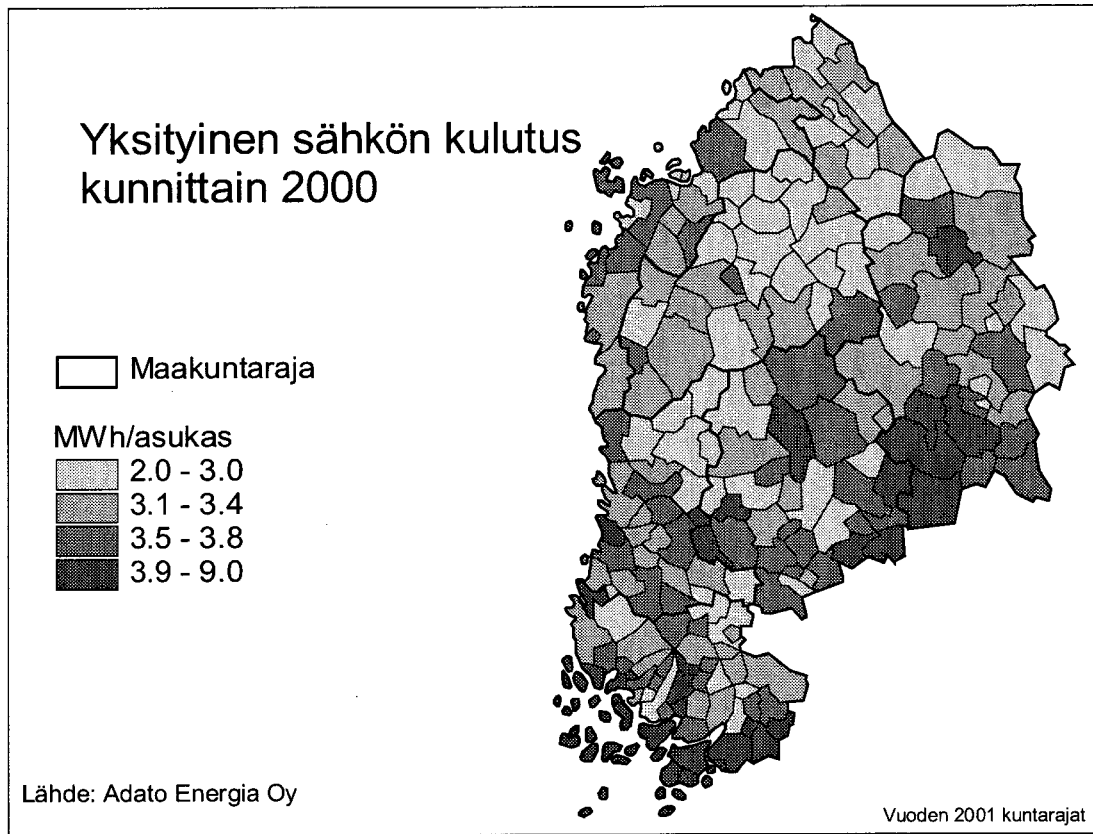 Yksityinen sähkön kulutus
kunnittain 2000
Maakuntaraja
MWh/asukas
2.0 - 3.0
3.1 - 3.4
3.5 - 3.8
3.9 - 9.0
Lähde: Adato Energia Oy
Vuoden 2001 kuntarajat